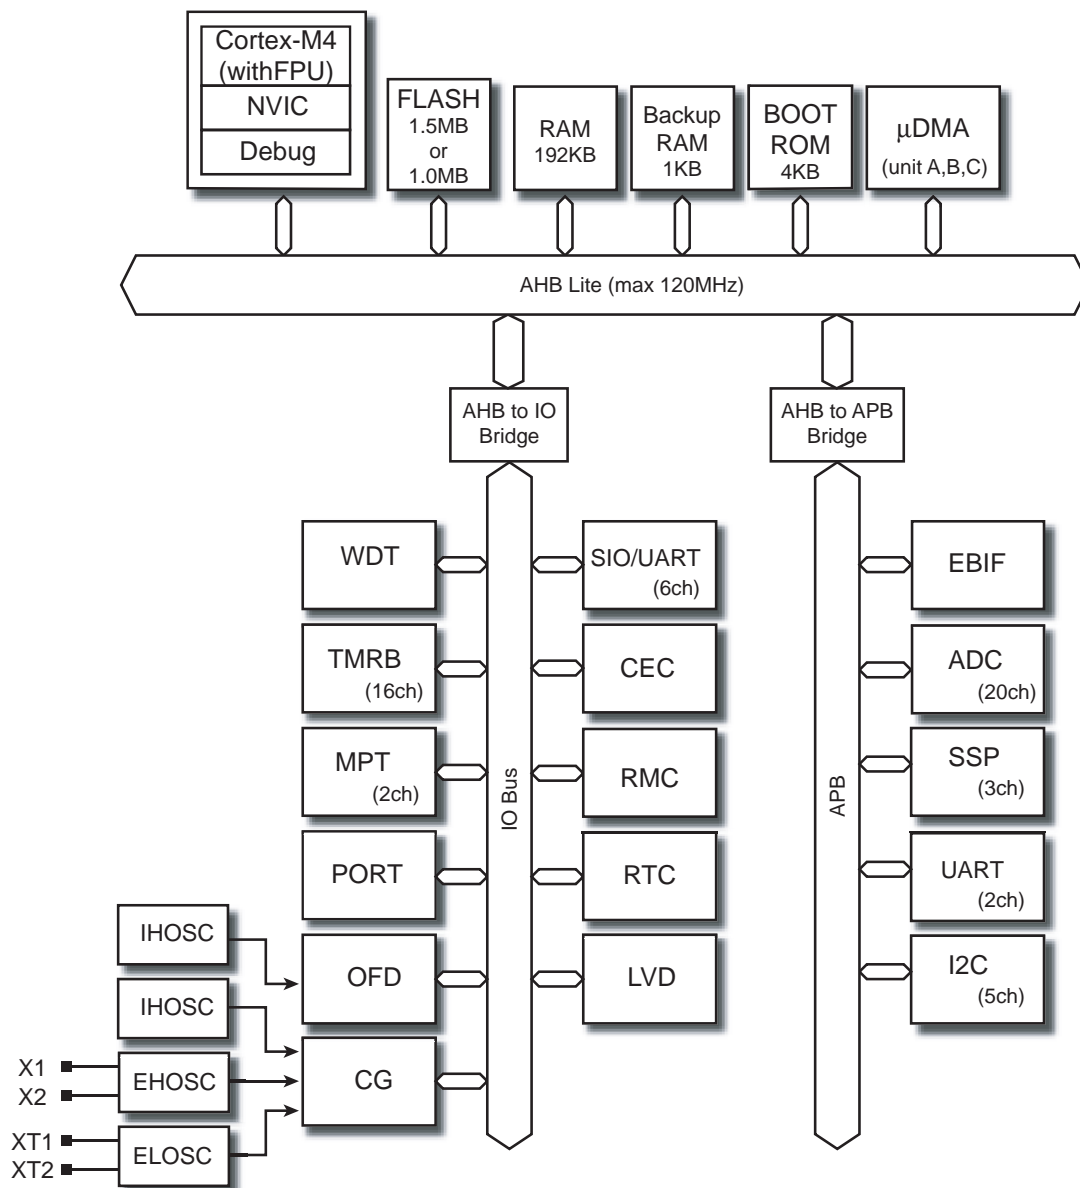 Cortex-M4
(withFPU)
NVIC
Debug
FLASH
1.5MB
or
1.0MB
RAM
192KB
Backup
RAM
1KB
BOOT
ROM
4KB
μDMA
(unit A,B,C)
AHB Lite (max 120MHz)
AHB to IO
Bridge
AHB to APB
Bridge
WDT
TMRB
(16ch)
MPT
(2ch)
PORT
OFD
CG
IO Bus
SIO/UART
(6ch)
CEC
RMC
RTC
LVD
APB
EBIF
ADC
(20ch)
SSP
(3ch)
UART
(2ch)
I2C
(5ch)
IHOSC
IHOSC
X1
X2
EHOSC
XT1
XT2
ELOSC